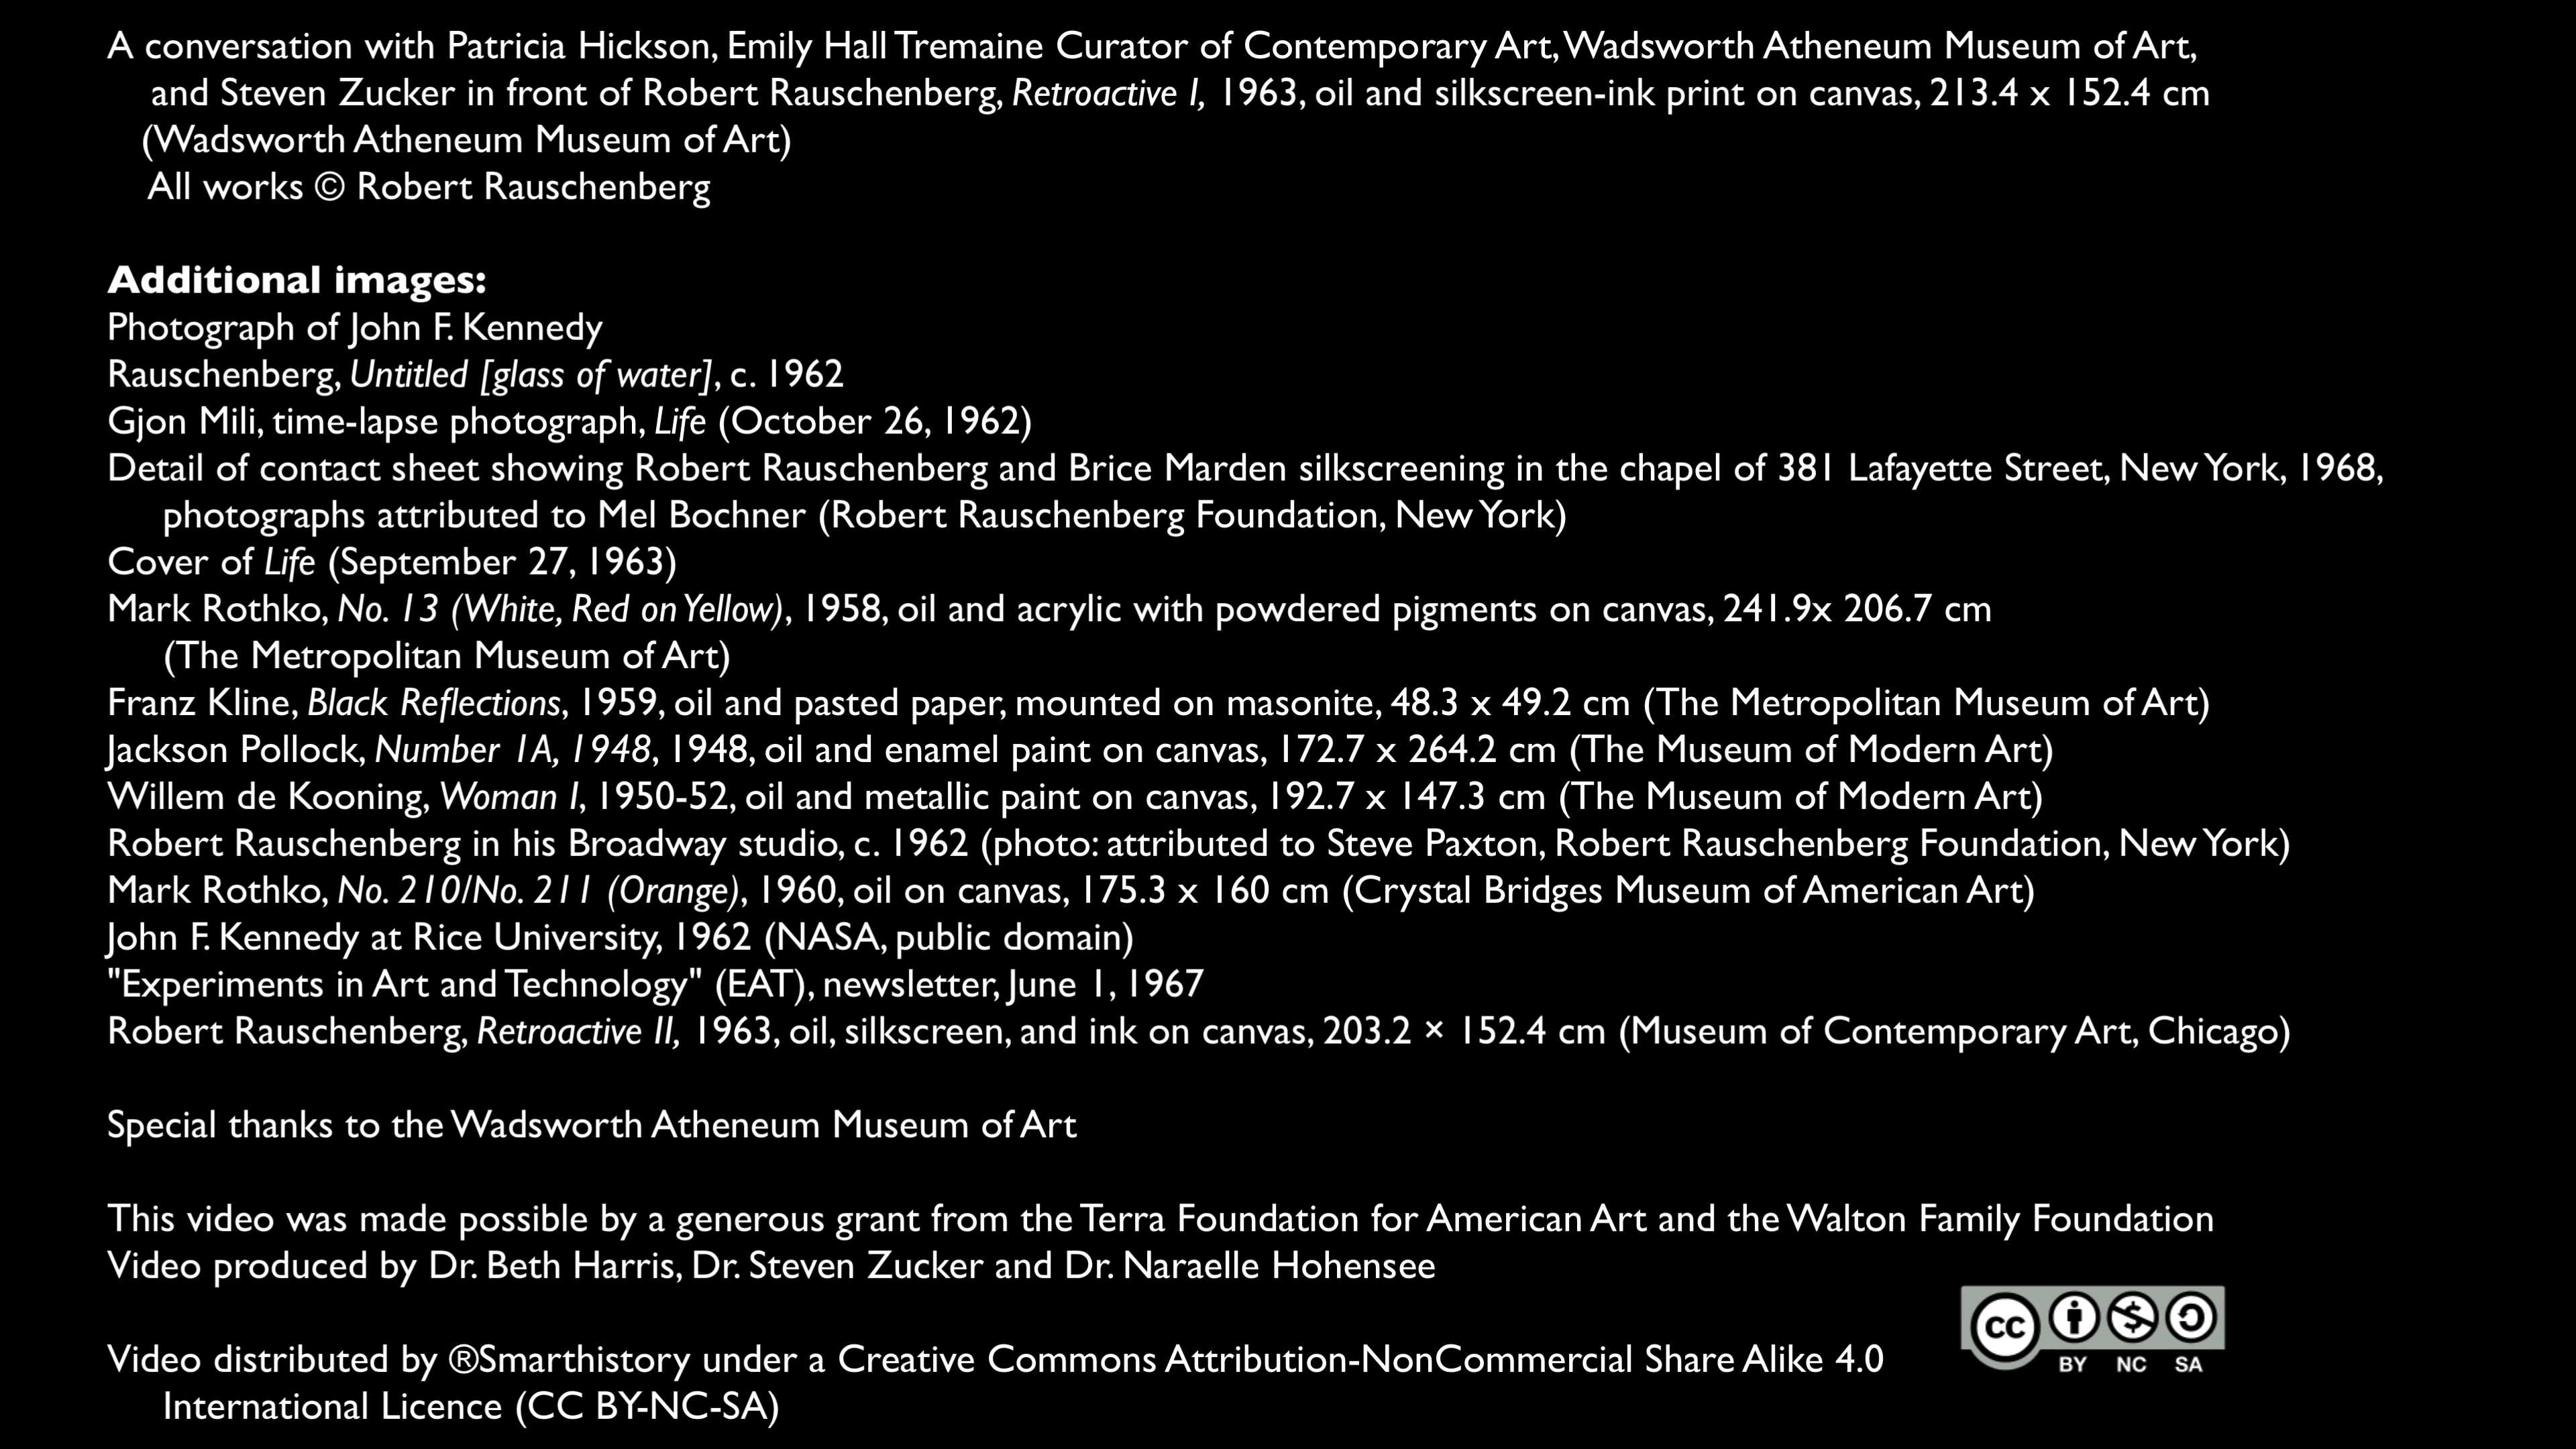 A conversation with Patricia Hickson, Emily Hall Tremaine Curator of Contemporary Art, Wadsworth Atheneum Museum of Art,
and Steven Zucker in front of Robert Rauschenberg, Retroactive I, 1963, oil and silkscreen-ink print on canvas, 213.4 x 152.4 cm
(Wadsworth Atheneum Museum of Art)
All works © Robert Rauschenberg
Additional images:
Photograph of John F. Kennedy
Rauschenberg, Untitled [glass of water], c. 1962
Gjon Mili, time-lapse photograph, Life (October 26, 1962)
Detail of contact sheet showing Robert Rauschenberg and Brice Marden silkscreening in the chapel of 381 Lafayette Street, New York, 1968,
photographs attributed to Mel Bochner (Robert Rauschenberg Foundation, New York)
Cover of Life (September 27, 1963)
Mark Rothko, No. 13 (White, Red on Yellow), 1958, oil and acrylic with powdered pigments on canvas, 241.9x 206.7 cm
(The Metropolitan Museum of Art)
Franz Kline, Black Reflections, 1959, oil and pasted paper, mounted on masonite, 48.3 x 49.2 cm (The Metropolitan Museum of Art)
Jackson Pollock, Number 1A, 1948, 1948, oil and enamel paint on canvas, 172.7 x 264.2 cm (The Museum of Modern Art)
Willem de Kooning, Woman I, 1950-52, oil and metallic paint on canvas, 192.7 x 147.3 cm (The Museum of Modern Art)
Robert Rauschenberg in his Broadway studio, c. 1962 (photo: attributed to Steve Paxton, Robert Rauschenberg Foundation, New York)
Mark Rothko, No. 210/No. 211 (Orange), 1960, oil on canvas, 175.3 x 160 cm (Crystal Bridges Museum of American Art)
John F. Kennedy at Rice University, 1962 (NASA, public domain)
"Experiments in Art and Technology" (EAT), newsletter, June 1, 1967
Robert Rauschenberg, Retroactive II, 1963, oil, silkscreen, and ink on canvas, 203.2 × 152.4 cm (Museum of Contemporary Art, Chicago)
Special thanks to the Wadsworth Atheneum Museum of Art
This video was made possible by a generous grant from the Terra Foundation for American Art and the Walton Family Foundation
Video produced by Dr. Beth Harris, Dr. Steven Zucker and Dr. Naraelle Hohensee
Video distributed by ®Smarthistory under a Creative Commons Attribution-NonCommercial Share Alike 4.0
International Licence (CC BY-NC-SA)
cc BY NC SA